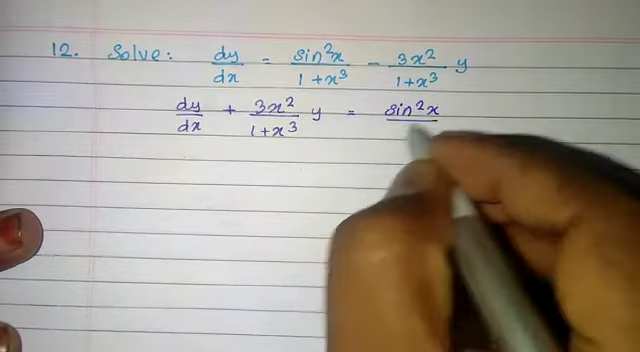 12. Solve: dy/dx = sin²x/1+x³ - 3x²/1+x³ y
dy/dx + 3x²/1+x³ y = sin²x